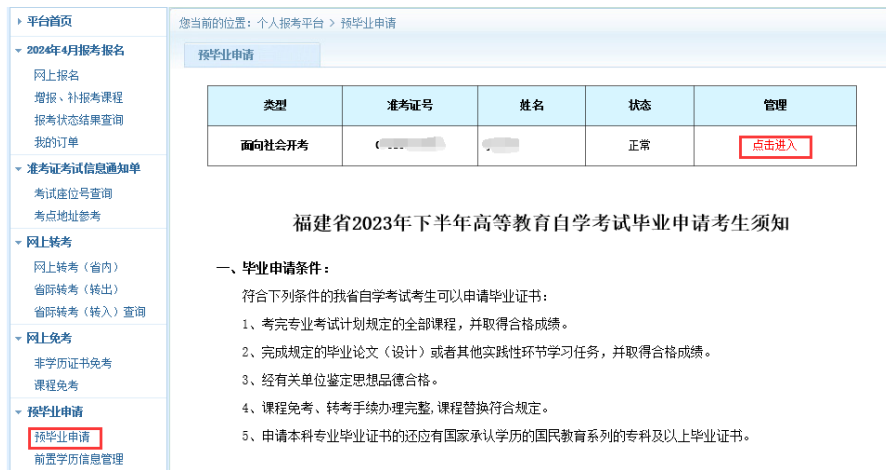 平台首页
2024年4月报考报名
网上报名
增报、补报考课程
报考状态结果查询
我的订单
准考证考试信息通知单
考试座位号查询
考点地址参考
网上转考
网上转考（省内）
省际转考（转出）
省际转考（转入）查询
网上免考
非学历证书免考
课程免考
预毕业申请
预毕业申请
前置学历信息管理
您当前的位置：个人报考平台 > 预毕业申请
预毕业申请
类型 准考证号 姓名 状态 管理
面向社会开考 正常 点击进入
福建省2023年下半年高等教育自学考试毕业申请考生须知
一、毕业申请条件：
符合下列条件的我省自学考试考生可以申请毕业证书：
1、考完专业考试计划规定的全部课程，并取得合格成绩。
2、完成规定的毕业论文（设计）或者其他实践性环节学习任务，并取得合格成绩。
3、经有关单位鉴定思想品德合格。
4、课程免考、转考手续办理完整,课程替换符合规定。
5、申请本科专业毕业证书的还应有国家承认学历的国民教育系列的专科及以上毕业证书。